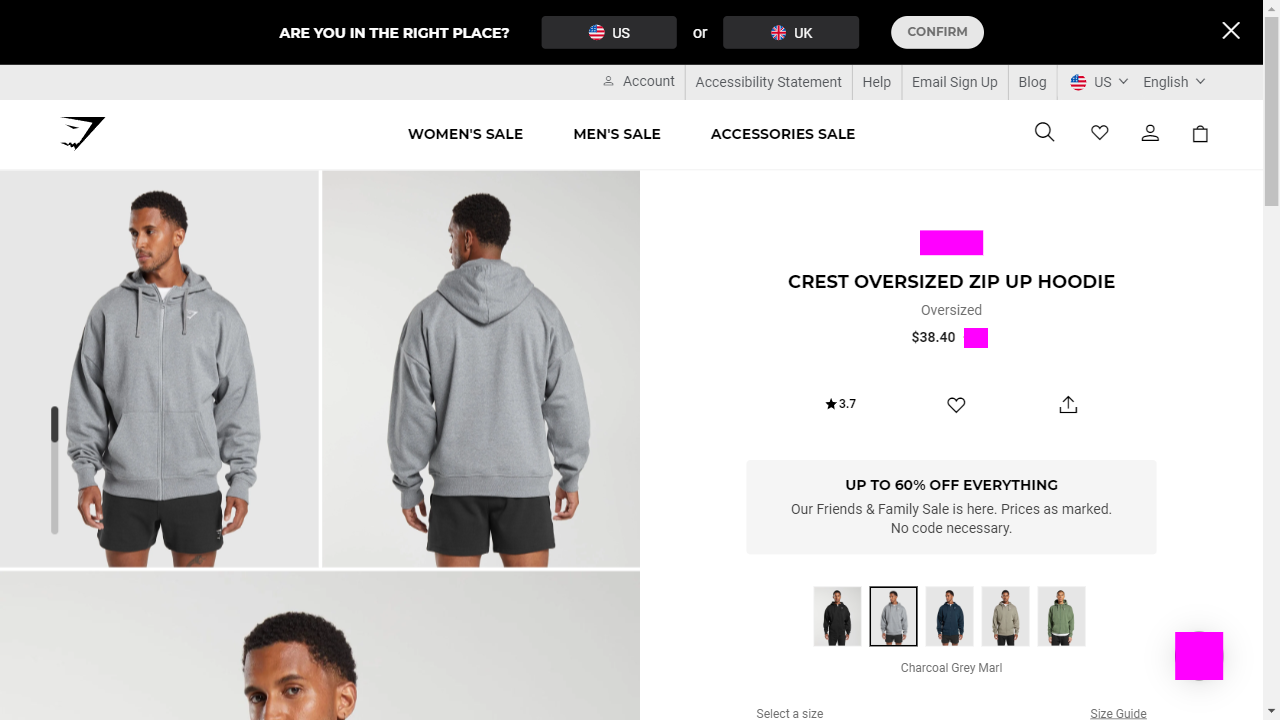 ARE YOU IN THE RIGHT PLACE?
US
or
UK
CONFIRM
Account
Accessibility Statement
Help
Email Sign Up
Blog
US
English
WOMEN'S SALE
MEN'S SALE
ACCESSORIES SALE
CREST OVERSIZED ZIP UP HOODIE
Oversized
$38.40
3.7
UP TO 60% OFF EVERYTHING
Our Friends & Family Sale is here. Prices as marked.
No code necessary.
Charcoal Grey Marl
Select a size
Size Guide